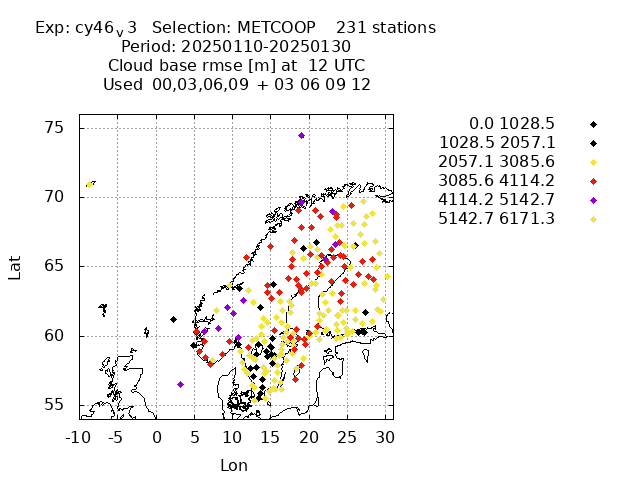 Exp: cy46v3 Selection: METCOOP 231 stations
Period: 20250110-20250130
Cloud base rmse [m] at 12 UTC
Used 00,03,06,09 + 03 06 09 12
0.0 1028.5
1028.5 2057.1
2057.1 3085.6
3085.6 4114.2
4114.2 5142.7
5142.7 6171.3
75
70
65
60
55
Lat
-10 -5 0 5 10 15 20 25 30
Lon